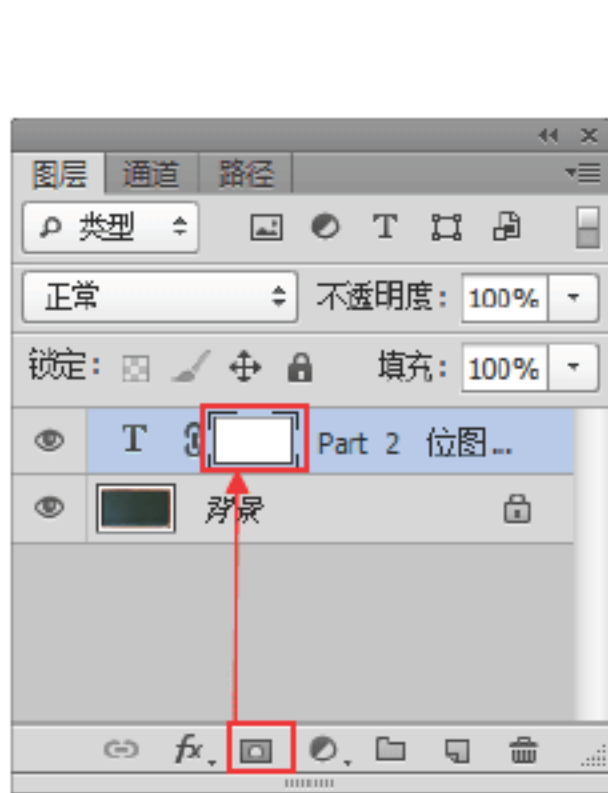 图层 通道 路径
类型
正常 不透明度: 100%
锁定: 填充: 100%
T Part 2 位图...
背景
fx.